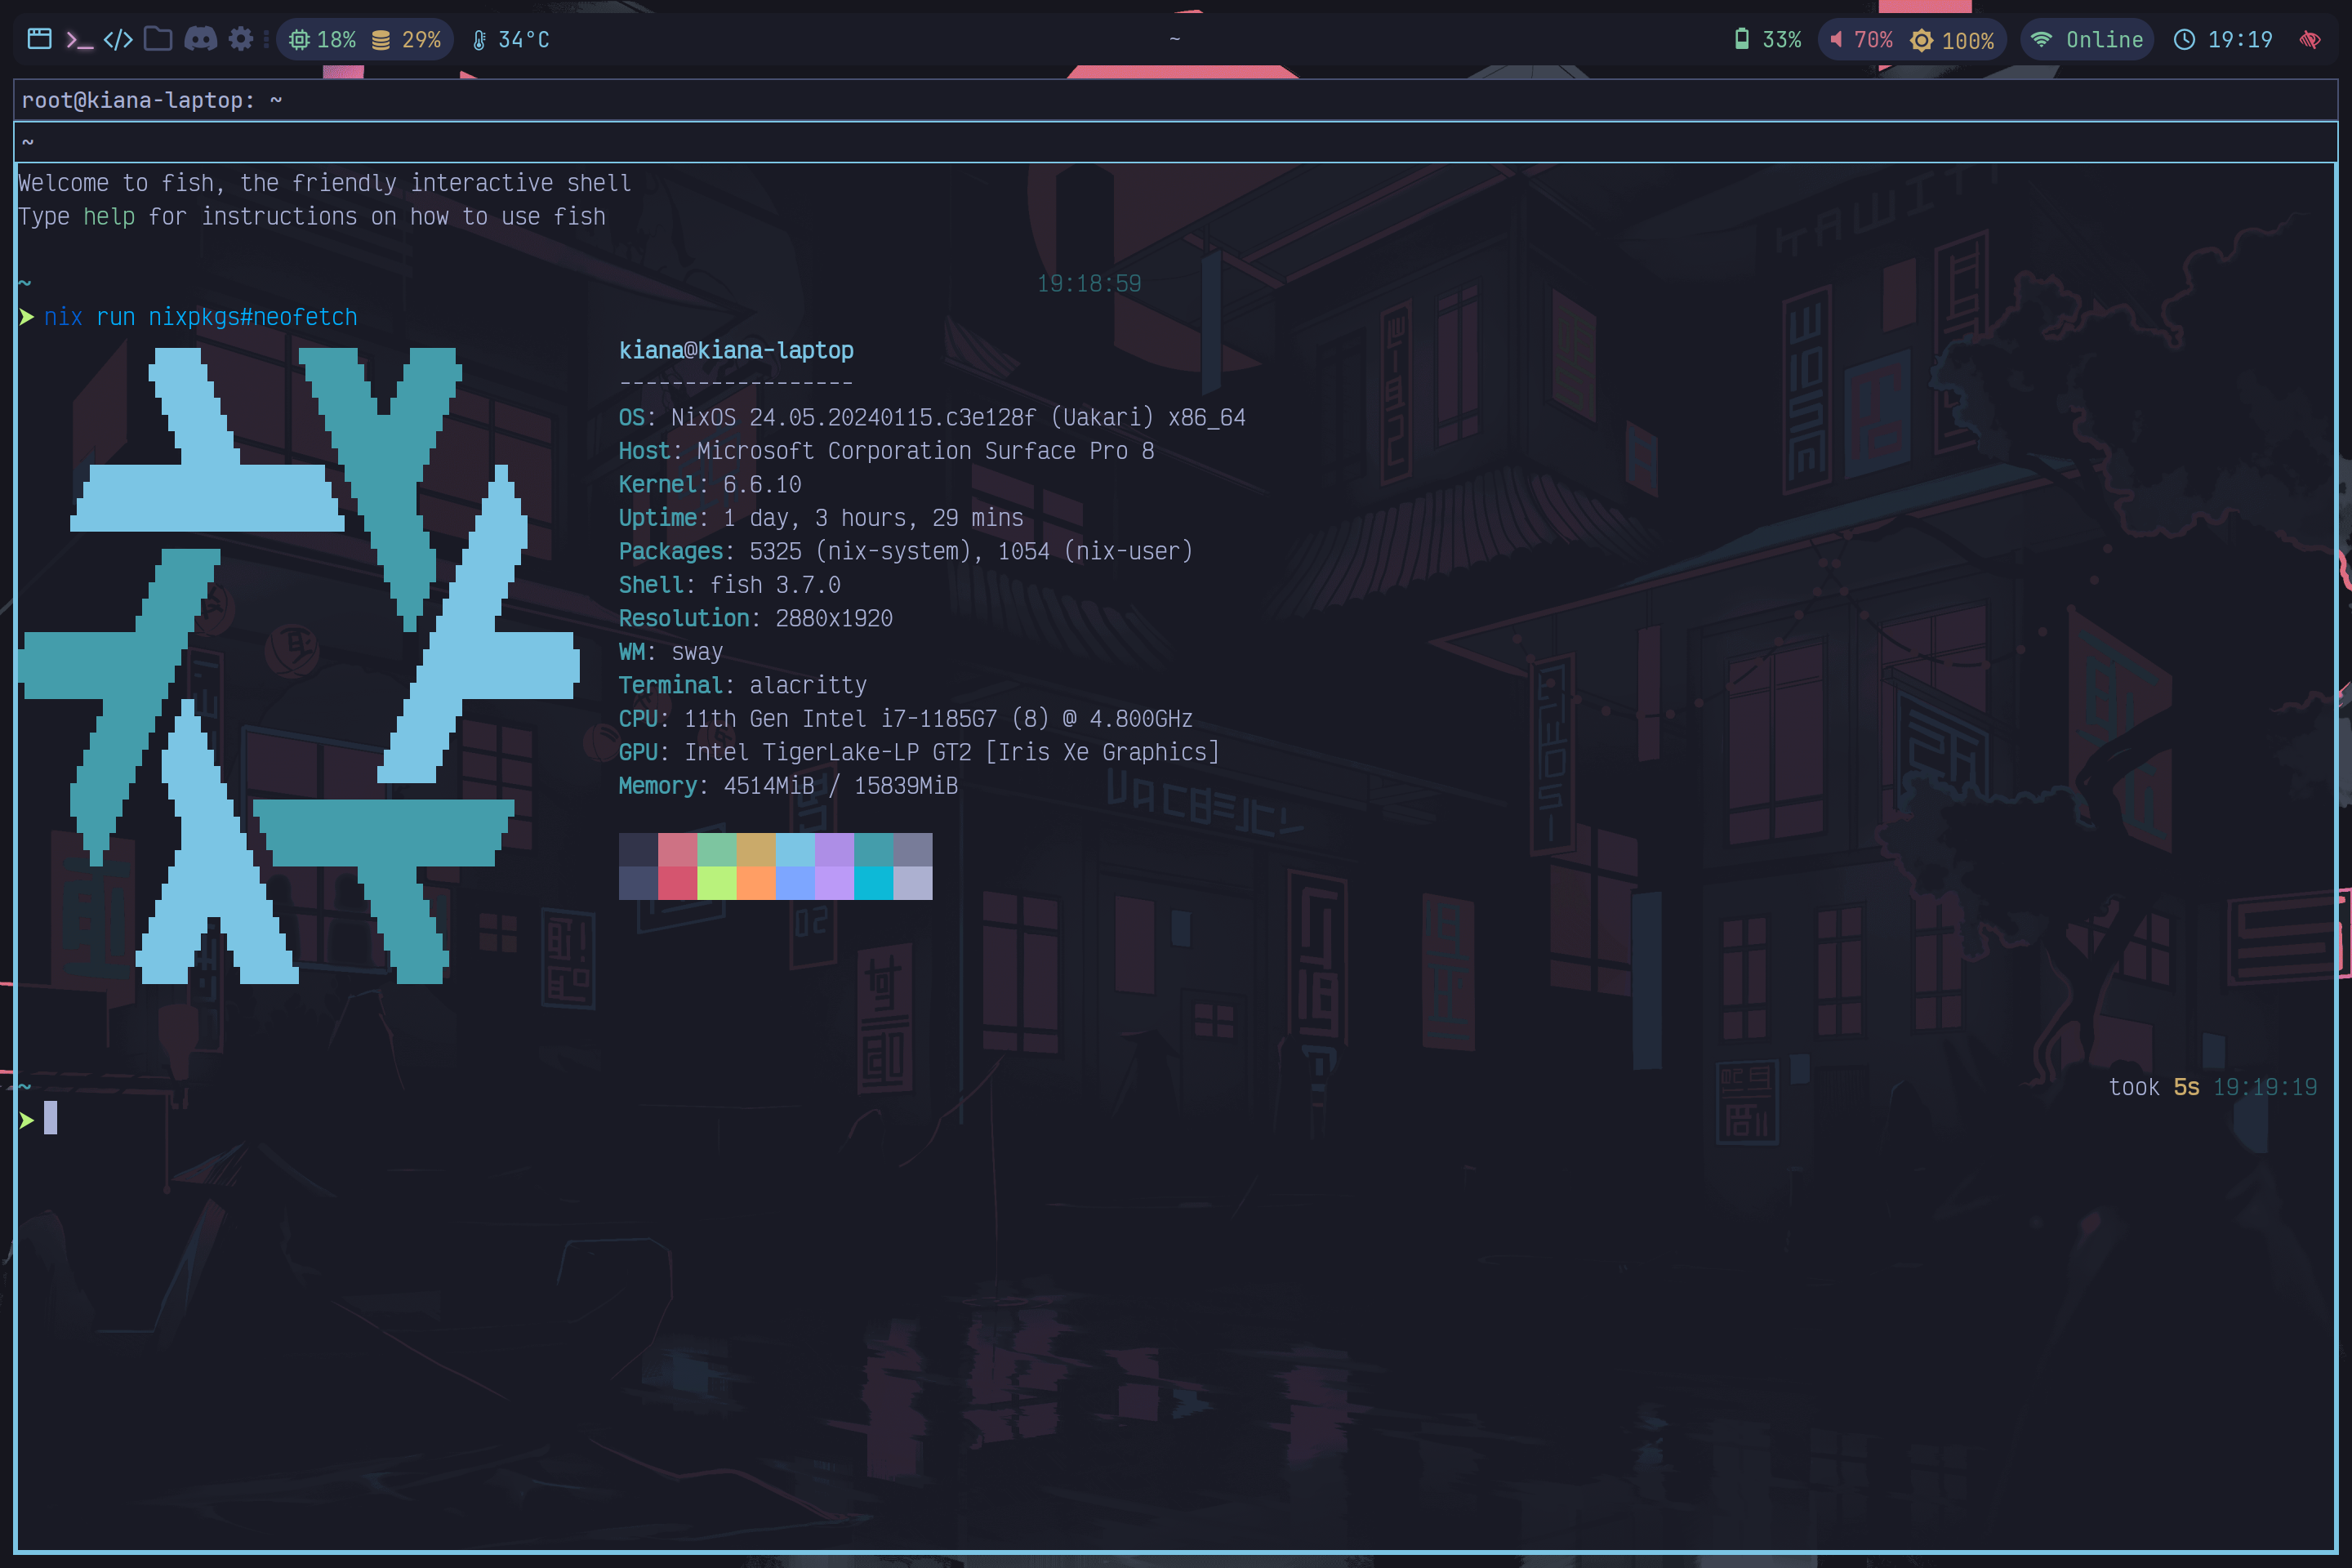 18% 29% 34°C ~ 33% 70% 100% Online 19:19
root@kiana-laptop: ~
~
Welcome to fish, the friendly interactive shell
Type help for instructions on how to use fish
~ 19:18:59
➤ nix run nixpkgs#neofetch
kiana@kiana-laptop
------------------
OS: NixOS 24.05.20240115.c3e128f (Uakari) x86_64
Host: Microsoft Corporation Surface Pro 8
Kernel: 6.6.10
Uptime: 1 day, 3 hours, 29 mins
Packages: 5325 (nix-system), 1054 (nix-user)
Shell: fish 3.7.0
Resolution: 2880x1920
WM: sway
Terminal: alacritty
CPU: 11th Gen Intel i7-1185G7 (8) @ 4.800GHz
GPU: Intel TigerLake-LP GT2 [Iris Xe Graphics]
Memory: 4514MiB / 15839MiB
~ took 5s 19:19:19
➤